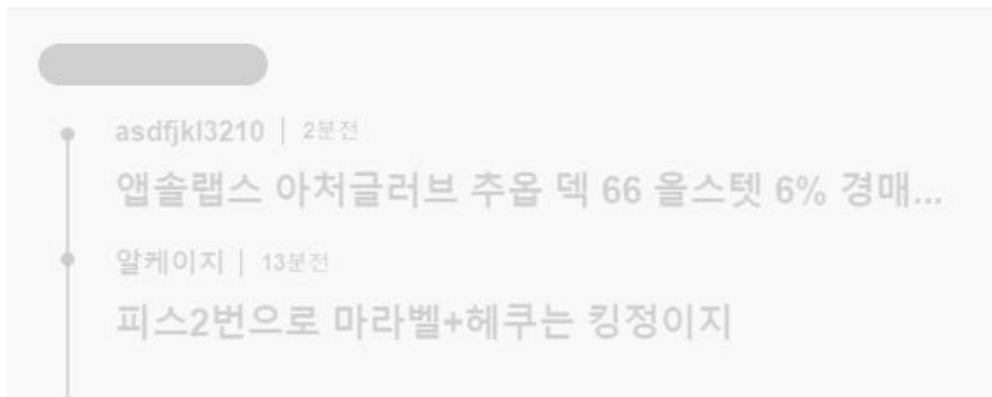 asdfjkl3210 | 2분전
앱솔랩스 아처글러브 추옵 덱 66 올스텟 6% 경매...
알케이지 | 13분전
피스2번으로 마라벨+헤쿠는 킹정이지